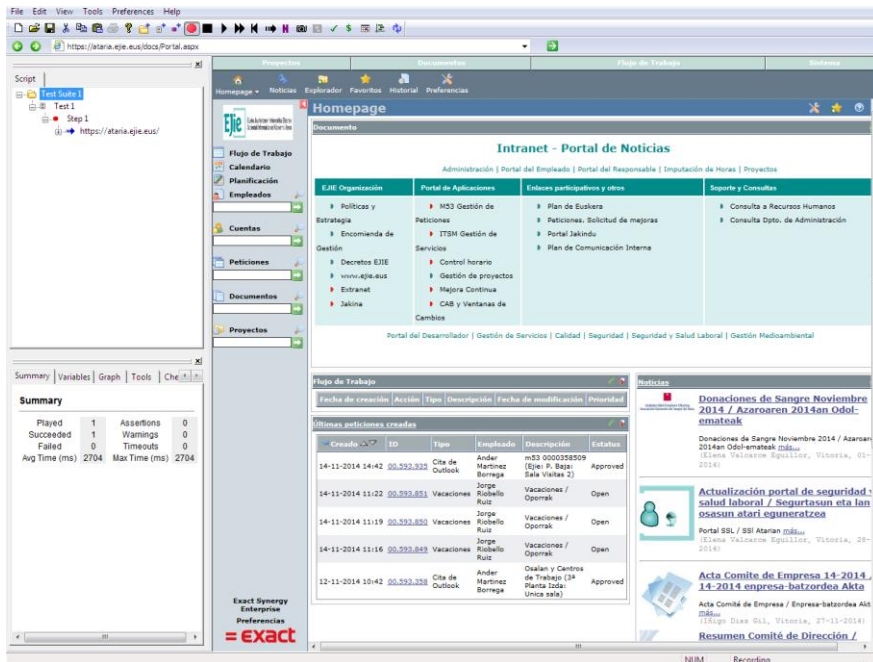 File Edit View Tools Preferences Help
https://ataria.ejie.eus/docs/Portal.aspx
Script
Test Suite 1
Test 1
Step 1
https://ataria.ejie.eus/
Summary Variables Graph Tools Che
Summary
Played 1 Assertions 0
Succeeded 1 Warnings 0
Failed 0 Timeouts 0
Avg Time (ms) 2704 Max Time (ms) 2704
Proyectos Documentos Flujo de Trabajo Sistema
Homepage Noticias Explorador Favoritos Historial Preferencias
Ejie
Flujo de Trabajo
Calendario
Planificación
Empleados
Cuentas
Peticiones
Documentos
Proyectos
Exact Synergy
Enterprise
Preferencias
= exact
Homepage
Documento
Intranet - Portal de Noticias
Administración | Portal del Empleado | Portal del Responsable | Imputación de Horas | Proyectos
EJIE Organización Portal de Aplicaciones Enlaces participativos y otros Soporte y Consultas
Políticas y
Estrategia
Encomienda de
Gestión
Decretos EJIE
www.ejie.eus
Extranet
Jakina
M53 Gestión de
Peticiones
ITSM Gestión de
Servicios
Control horario
Gestión de proyectos
Mejora Continua
CAB y Ventanas de
Cambios
Plan de Euskera
Peticiones. Solicitud de mejoras
Portal Jakindu
Plan de Comunicación Interna
Consulta a Recursos Humanos
Consulta Dpto. de Administración
Portal del Desarrollador | Gestión de Servicios | Calidad | Seguridad | Seguridad y Salud Laboral | Gestión Medioambiental
Flujo de Trabajo
Fecha de creación Acción Tipo Descripción Fecha de modificación Prioridad
Últimas peticiones creadas
Creado ID Tipo Empleado Descripción Estatus
14-11-2014 14:42 00.593.935 Cita de Outlook Ander Martinez Borrega m53 0000358509 (Ejie: P. Baja: Sala Visitas 2) Approved
14-11-2014 11:22 00.593.851 Vacaciones Jorge Riobello Ruiz Vacaciones / Oporrak Open
14-11-2014 11:19 00.593.850 Vacaciones Jorge Riobello Ruiz Vacaciones / Oporrak Open
14-11-2014 11:16 00.593.849 Vacaciones Jorge Riobello Ruiz Vacaciones / Oporrak Open
12-11-2014 10:42 00.593.358 Cita de Outlook Ander Martinez Borrega Osalan y Centros de Trabajo (3ª Planta Izda: Unica sala) Approved
Noticias
Donaciones de Sangre Noviembre
2014 / Azaroaren 2014an Odol-
emateak
Donaciones de Sangre Noviembre 2014 / Azaroaren
2014an Odol-emateak más...
(Elena Valcarce Eguillor, Vitoria, 01-
2014)
Actualización portal de seguridad y
salud laboral / Segurtasun eta lan
osasun atari eguneratzea
Portal SSL / SSl Atarian más...
(Elena Valcarce Eguillor, Vitoria, 28-
2014)
Acta Comite de Empresa 14-2014 /
14-2014 enpresa-batzordea Akta
Acta Comité de Empresa / Enpresa-batzordea Akt
más...
(Iñigo Dias Gil, Vitoria, 27-11-2014)
Resumen Comité de Dirección /
NUM Recording